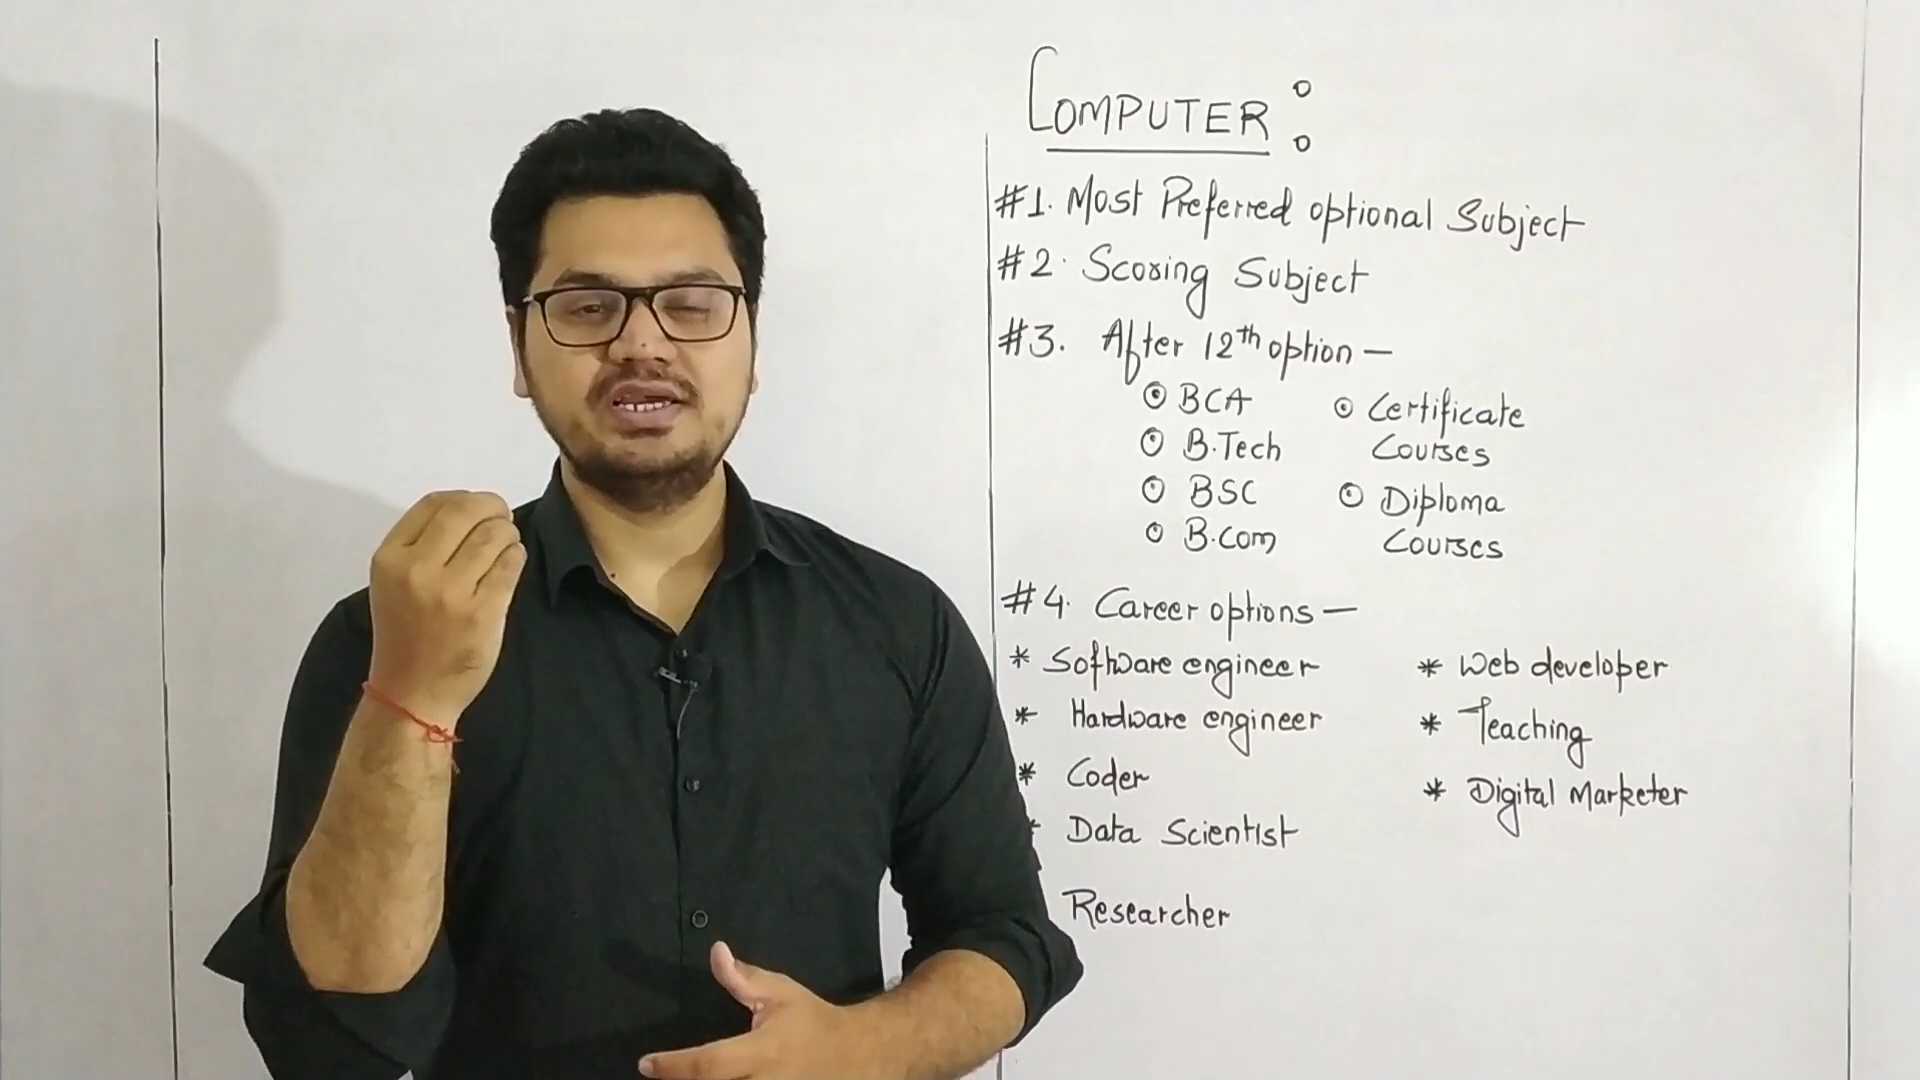 COMPUTER :
#1. Most Preferred optional Subject
#2. Scoring Subject
#3. After 12th option —
BCA
B.Tech
BSC
B.Com
Certificate
Courses
Diploma
Courses
#4. Career options —
* Software engineer
* Hardware engineer
* Coder
* Data Scientist
Researcher
* Web developer
* Teaching
* Digital Marketer